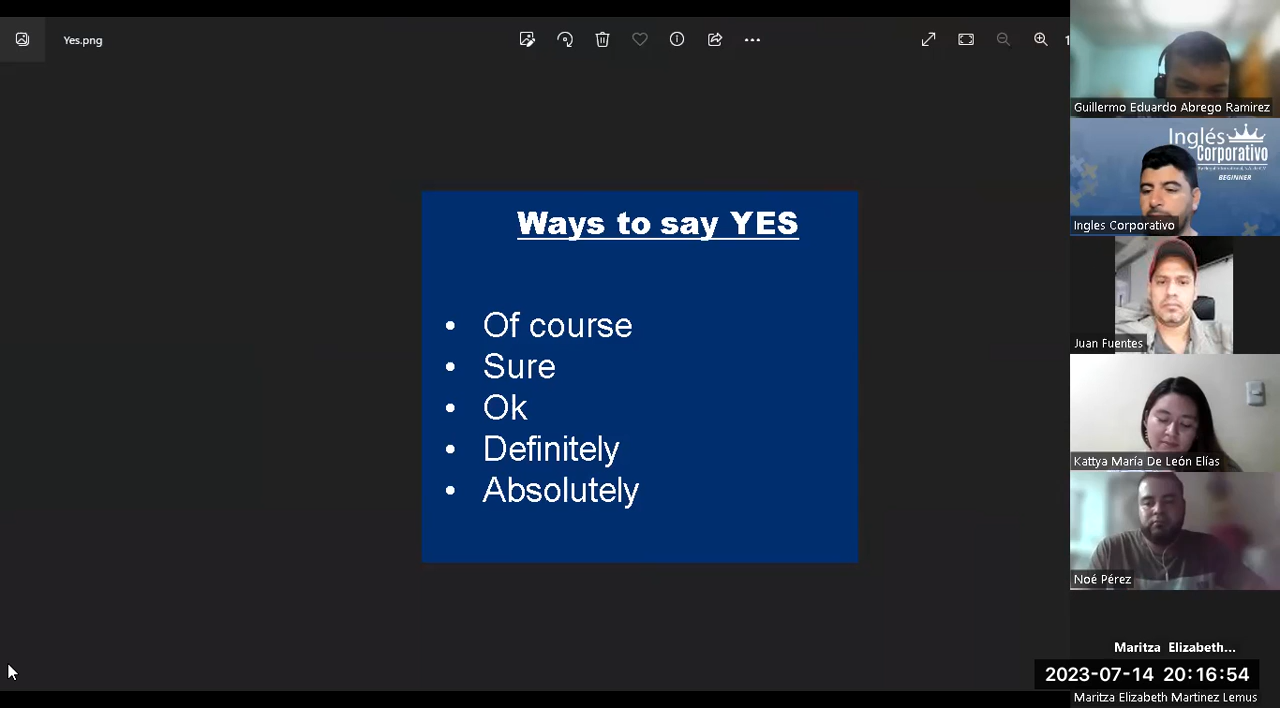 Yes.png
1
Ways to say YES
• Of course
• Sure
• Ok
• Definitely
• Absolutely
Guillermo Eduardo Abrego Ramirez
Inglés
Corporativo
BEGINNER
Ingles Corporativo
Juan Fuentes
Kattya María De León Elías
Noé Pérez
Maritza Elizabeth...
2023-07-14 20:16:54
Maritza Elizabeth Martinez Lemus